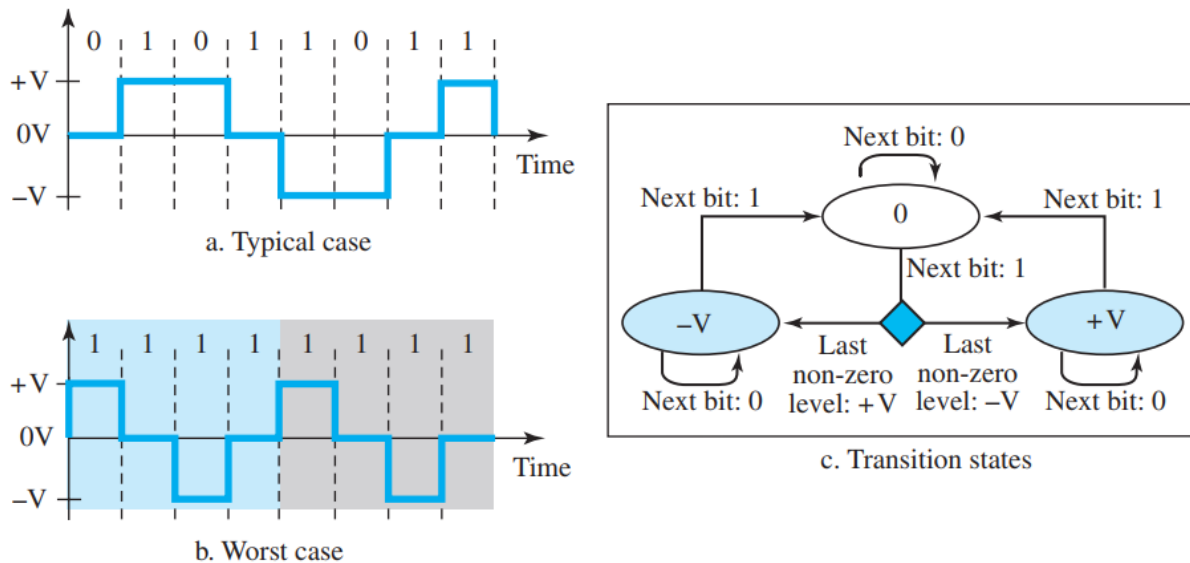 0 1 0 1 1 0 1 1
+V
0V
Time
−V
a. Typical case
1 1 1 1 1 1 1 1
+V
0V
Time
−V
b. Worst case
Next bit: 0
Next bit: 1
0
Next bit: 1
Next bit: 1
−V
+V
Last
non-zero
level: +V
Last
non-zero
level: −V
Next bit: 0
Next bit: 0
c. Transition states